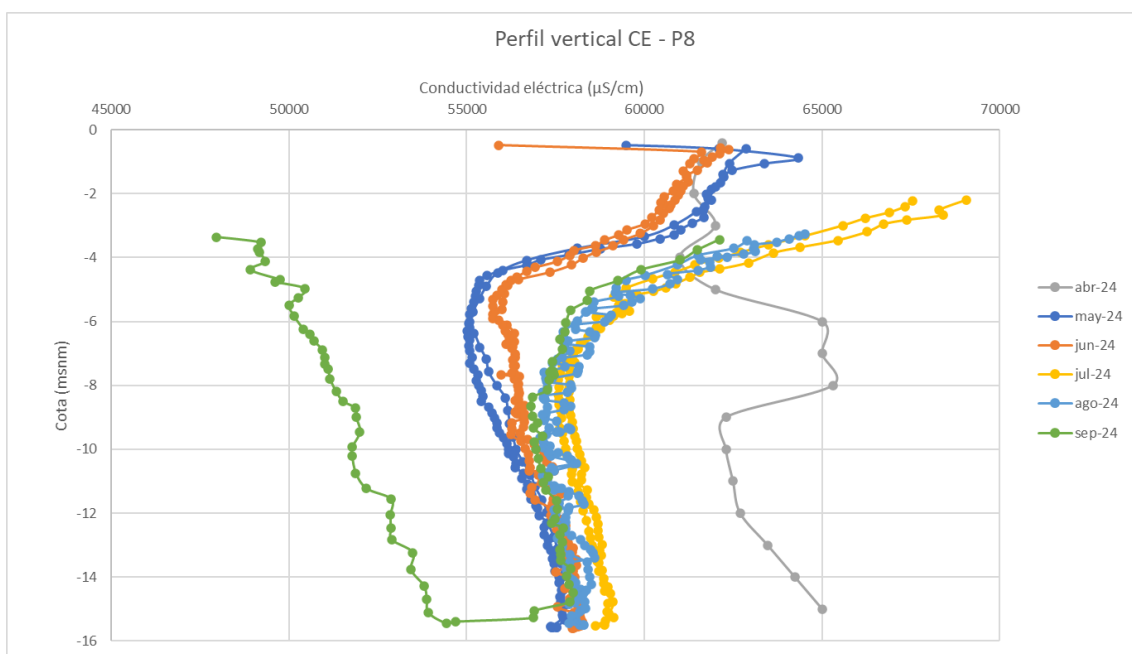 Perfil vertical CE - P8
Conductividad eléctrica (µS/cm)
45000 50000 55000 60000 65000 70000
0
-2
-4
-6
-8
-10
-12
-14
-16
Cota (msnm)
abr-24
may-24
jun-24
jul-24
ago-24
sep-24